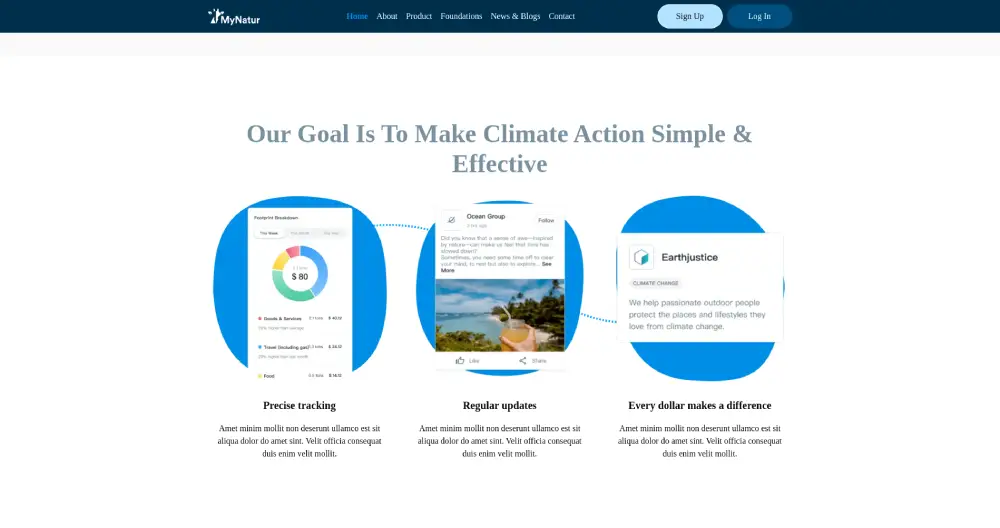 MyNatur
Home About Product Foundations News & Blogs Contact
Sign Up Log In
Our Goal Is To Make Climate Action Simple &
Effective
Footprint Breakdown
This Week
$ 80
Goods & Services
Travel (including gas)
Food
Ocean Group
Follow
Did you know that a sense of awe—inspired
by nature—can make us feel that time has
slowed down?
Sometimes, you need some time off to clear
your mind, to rest but also to explore... See
More
Like Share
Earthjustice
CLIMATE CHANGE
We help passionate outdoor people
protect the places and lifestyles they
love from climate change.
Precise tracking
Amet minim mollit non deserunt ullamco est sit
aliqua dolor do amet sint. Velit officia consequat
duis enim velit mollit.
Regular updates
Amet minim mollit non deserunt ullamco est sit
aliqua dolor do amet sint. Velit officia consequat
duis enim velit mollit.
Every dollar makes a difference
Amet minim mollit non deserunt ullamco est sit
aliqua dolor do amet sint. Velit officia consequat
duis enim velit mollit.